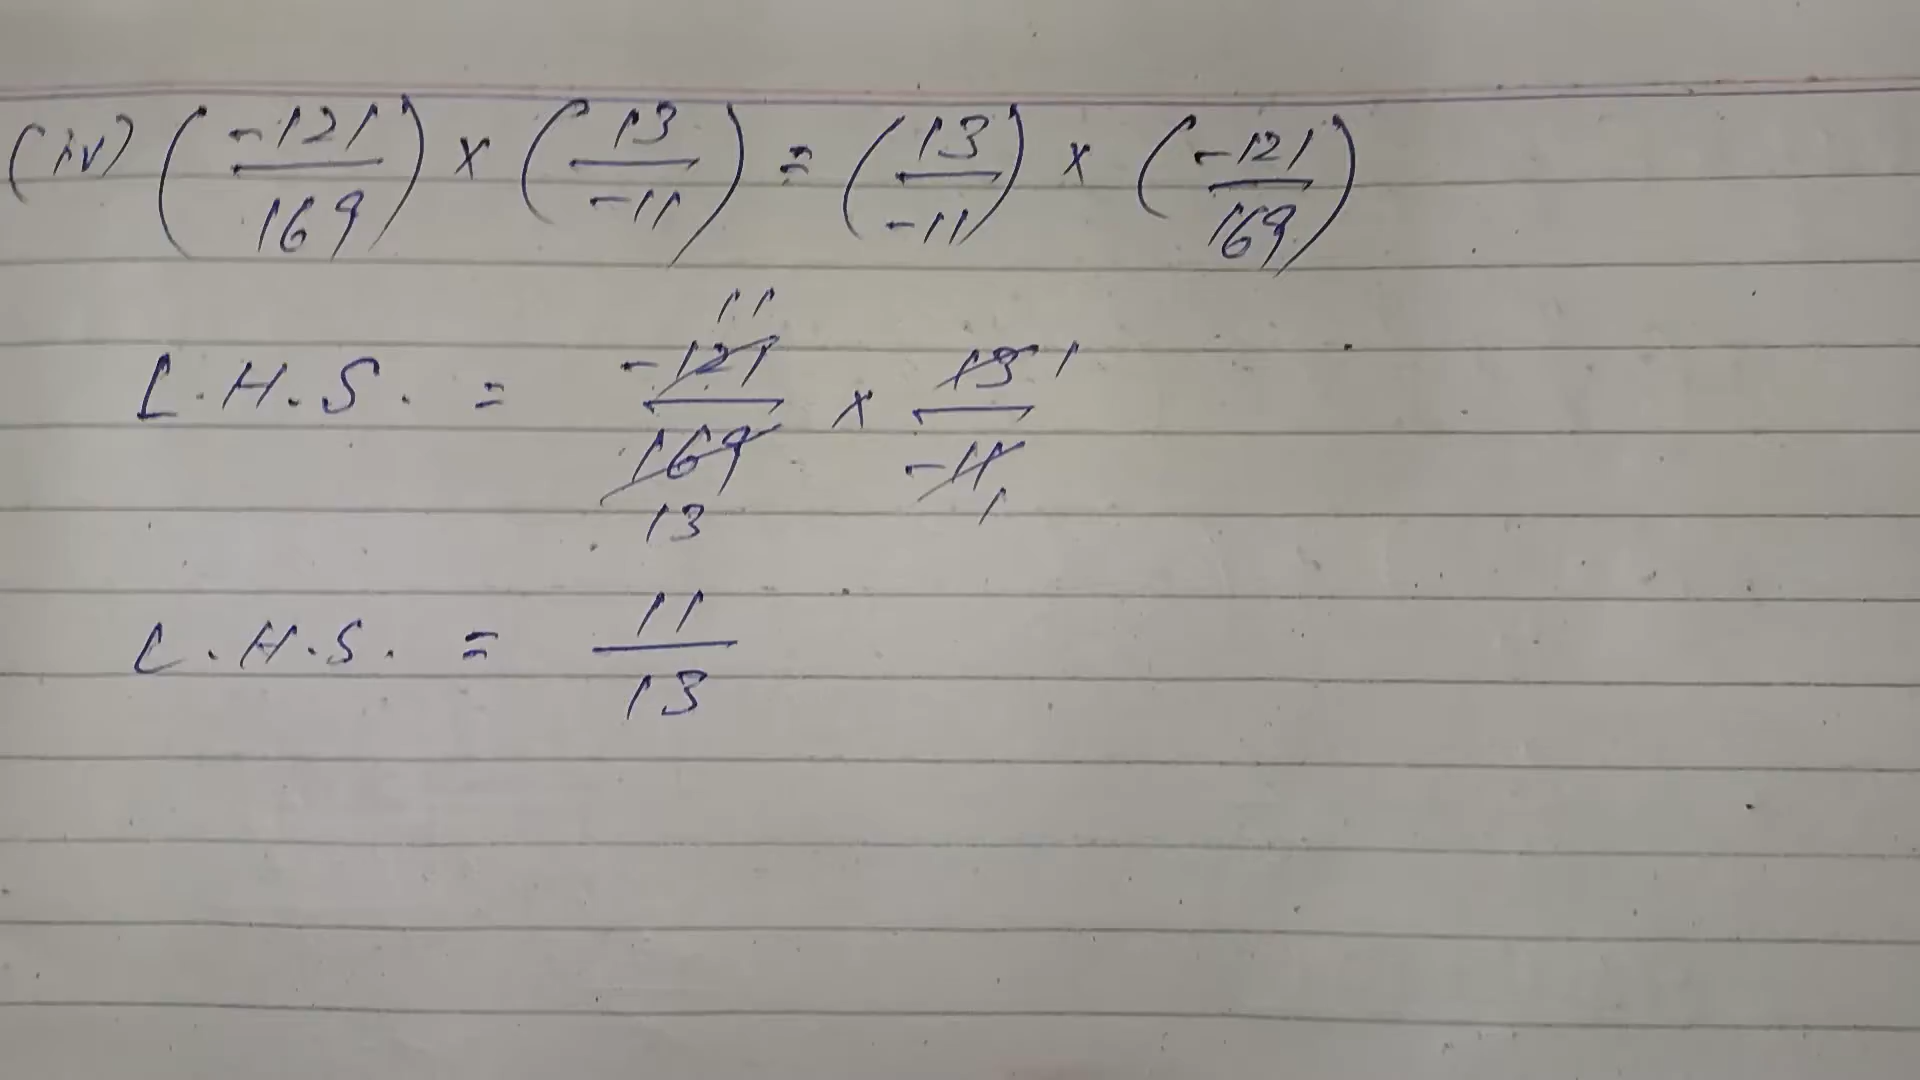 (iv) (-121/169) × (13/-11) = (13/-11) × (-121/169)
L.H.S. = -121/169 × 13/-11
11 1
13 1
L.H.S. = 11/13